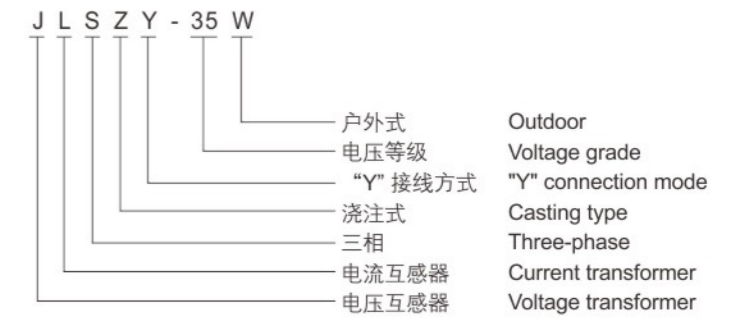 J L S Z Y - 35 W
户外式 Outdoor
电压等级 Voltage grade
“Y” 接线方式 "Y" connection mode
浇注式 Casting type
三相 Three-phase
电流互感器 Current transformer
电压互感器 Voltage transformer